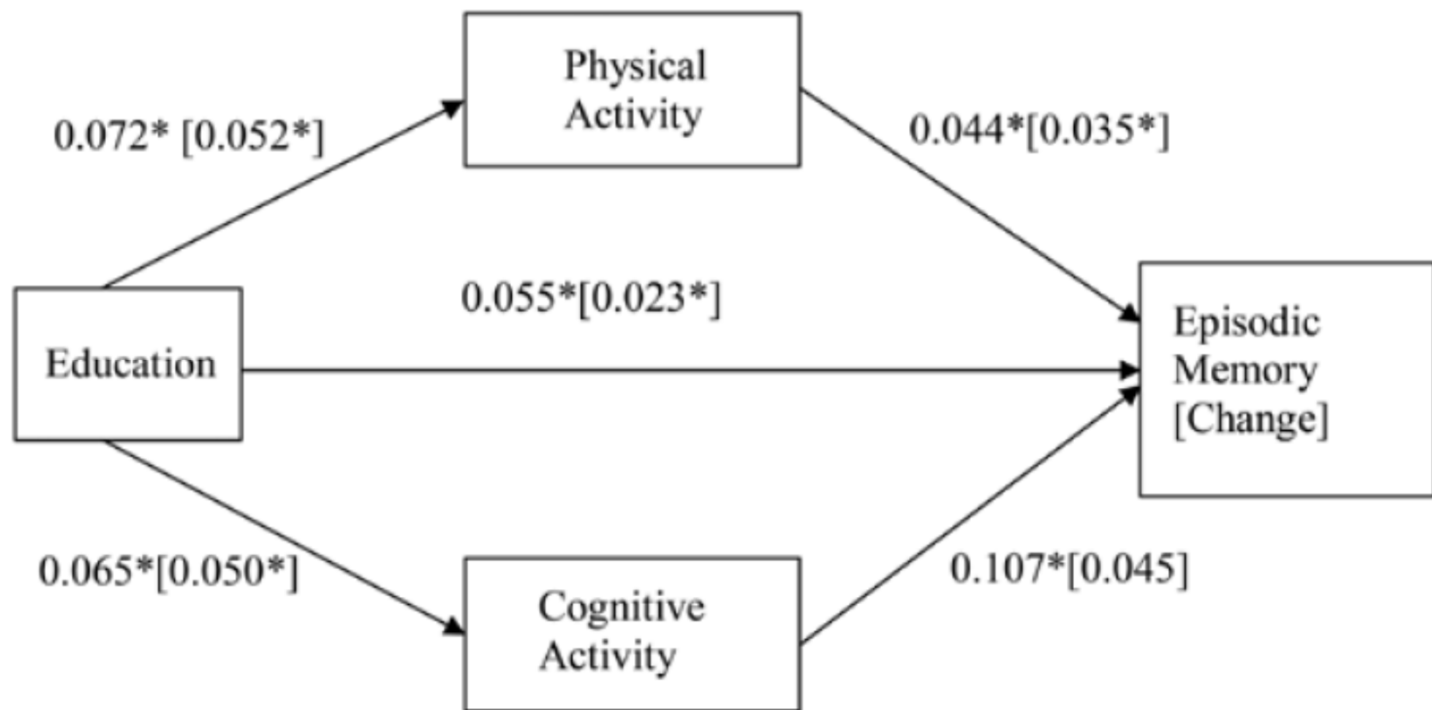 Physical
Activity
0.072* [0.052*]
0.044*[0.035*]
0.055*[0.023*]
Education
Episodic
Memory
[Change]
0.065*[0.050*]
0.107*[0.045]
Cognitive
Activity